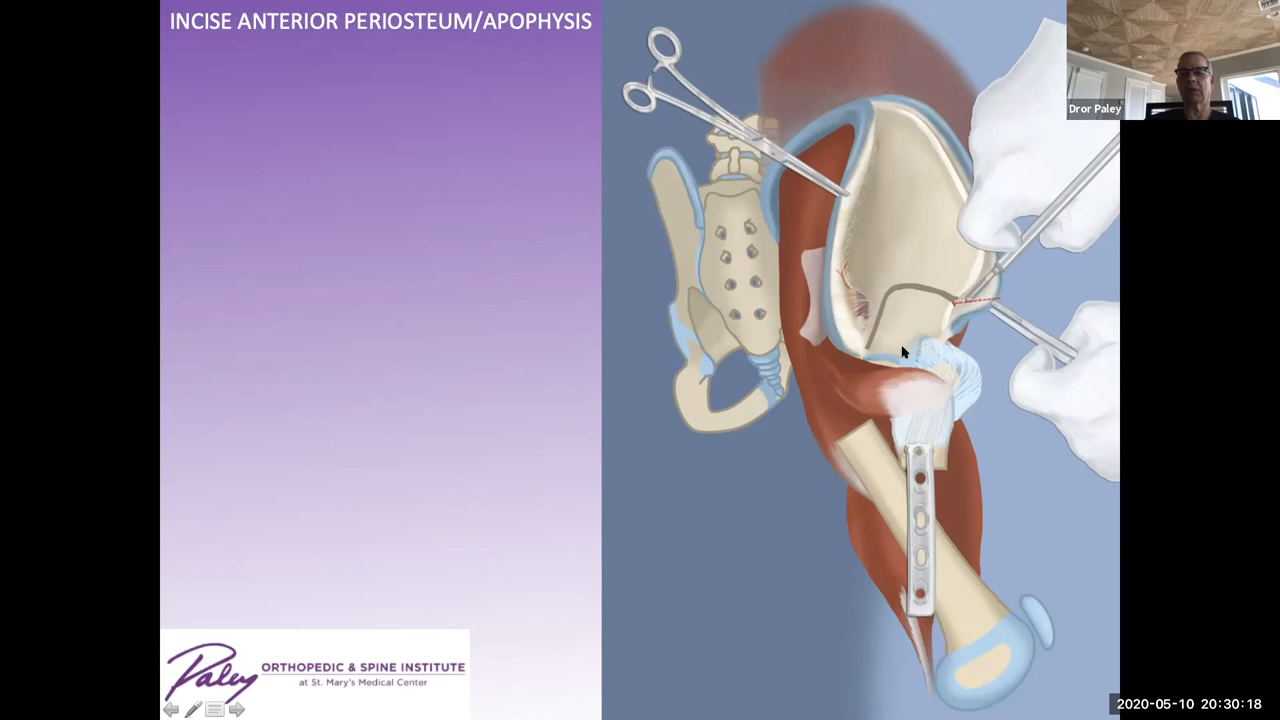 INCISE ANTERIOR PERIOSTEUM/APOPHYSIS
Dror Paley
Paley
ORTHOPEDIC & SPINE INSTITUTE
at St. Mary's Medical Center
2020-05-10 20:30:18